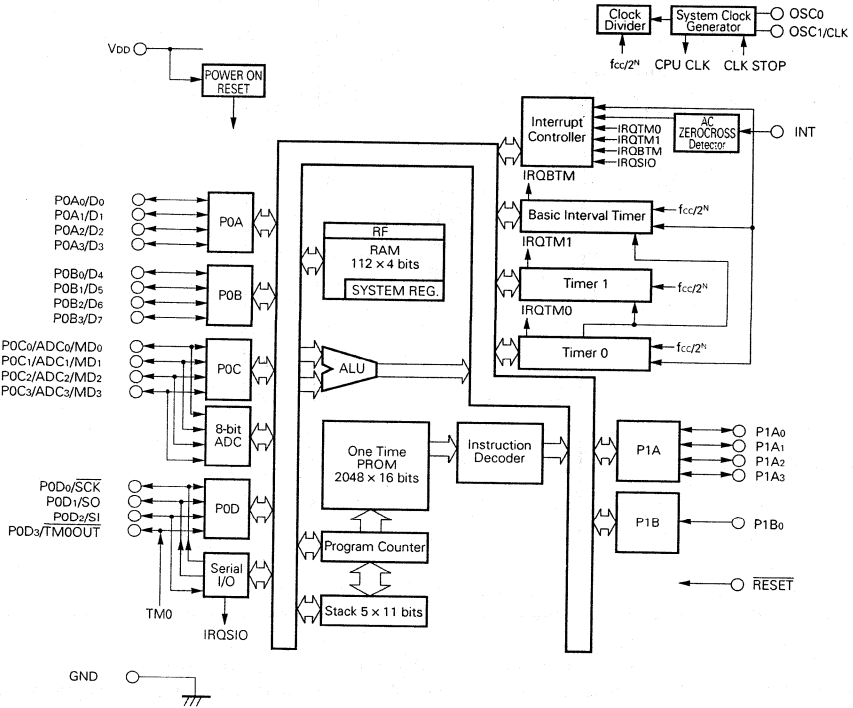 VDD
POWER ON
RESET
Clock
Divider
System Clock
Generator
OSC0
OSC1/CLK
fcc/2ᴺ
CPU CLK
CLK STOP
Interrupt
Controller
IRQTM0
IRQTM1
IRQBTM
IRQSIO
AC
ZEROCROSS
Detector
INT
IRQBTM
Basic Interval Timer
fcc/2ᴺ
IRQTM1
Timer 1
fcc/2ᴺ
IRQTM0
Timer 0
fcc/2ᴺ
P0A0/D0
P0A1/D1
P0A2/D2
P0A3/D3
P0A
P0B0/D4
P0B1/D5
P0B2/D6
P0B3/D7
P0B
P0C0/ADC0/MD0
P0C1/ADC1/MD1
P0C2/ADC2/MD2
P0C3/ADC3/MD3
P0C
8-bit
ADC
P0D0/SCK
P0D1/SO
P0D2/SI
P0D3/TM0OUT
P0D
Serial
I/O
TM0
IRQSIO
RF
RAM
112 × 4 bits
SYSTEM REG.
ALU
One Time
PROM
2048 × 16 bits
Instruction
Decoder
Program Counter
Stack 5 × 11 bits
P1A
P1A0
P1A1
P1A2
P1A3
P1B
P1B0
RESET
GND